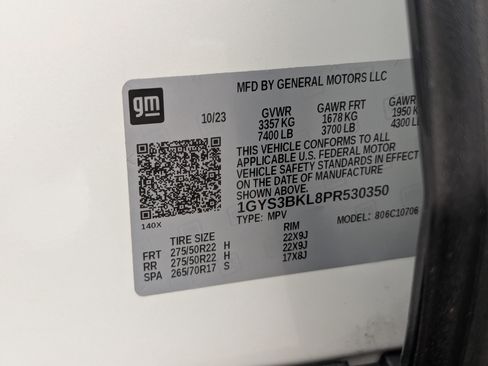 MFD BY GENERAL MOTORS LLC
gm
10/23
GVWR GAWR FRT GAWR
3357 KG 1678 KG 1950 K
7400 LB 3700 LB 4300 L
THIS VEHICLE CONFORMS TO ALL
APPLICABLE U.S. FEDERAL MOTOR
VEHICLE SAFETY STANDARDS IN EFFECT
ON THE DATE OF MANUFACTURE
SHOWN ABOVE.
1GYS3BKL8PR530350
TYPE: MPV MODEL: 806C10706
140X
TIRE SIZE RIM
FRT 275/50R22 H 22X9J
RR 275/50R22 H 22X9J
SPA 265/70R17 S 17X8J